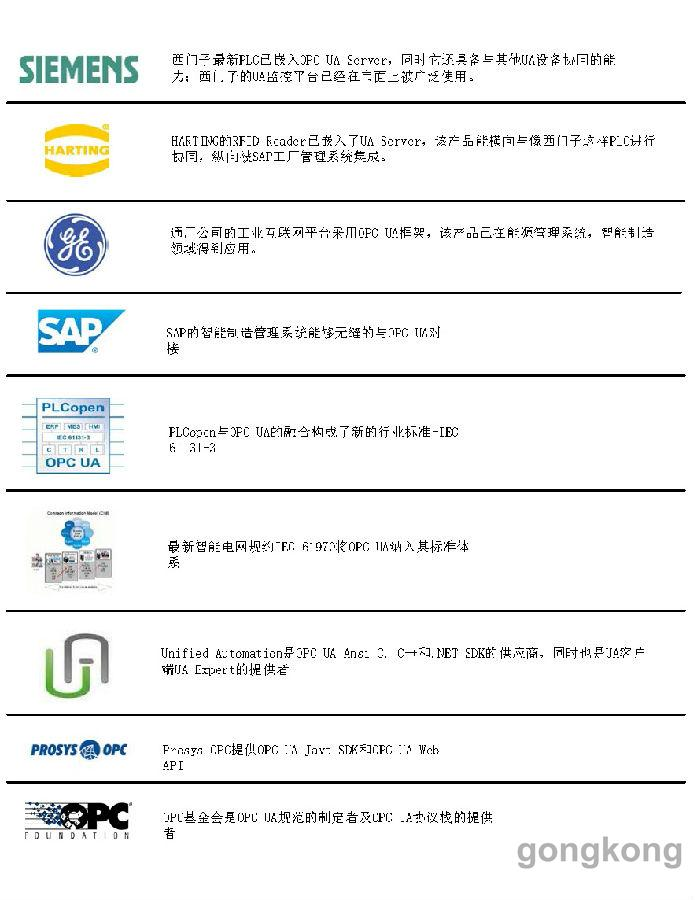 SIEMENS
西门子最新PLC已嵌入OPC UA Server，同时它还具备与其他UA设备协同的能
力；西门子的UA监控平台已经在市面上被广泛使用。
HARTING
HARTING的RFID Reader已嵌入了UA Server，该产品能横向与像西门子这样PLC进行
协同，纵向被SAP工厂管理系统集成。
GE
通用公司的工业互联网平台采用OPC UA框架，该产品已在能源管理系统，智能制造
领域得到应用。
SAP
SAP的智能制造管理系统能够无缝的与OPC UA对
接
PLCopen
ERP MES HMI
IEC 61131-3
C T R L
OPC UA
PLCopen与OPC UA的融合构成了新的行业标准-IEC
6 31-3
Common Information Model (CIM)
最新智能电网规约IEC 61970将OPC UA纳入其标准体
系
Unified Automation是OPC UA Ansi C、C++和.NET SDK的供应商，同时也是UA客户
端UA Expert的提供者
PROSYS OPC
Prosys OPC提供OPC UA Java SDK和OPC UA Web
API
OPC
FOUNDATION
OPC基金会是OPC UA规范的制定者及OPC UA协议栈的提供
者
gongkong